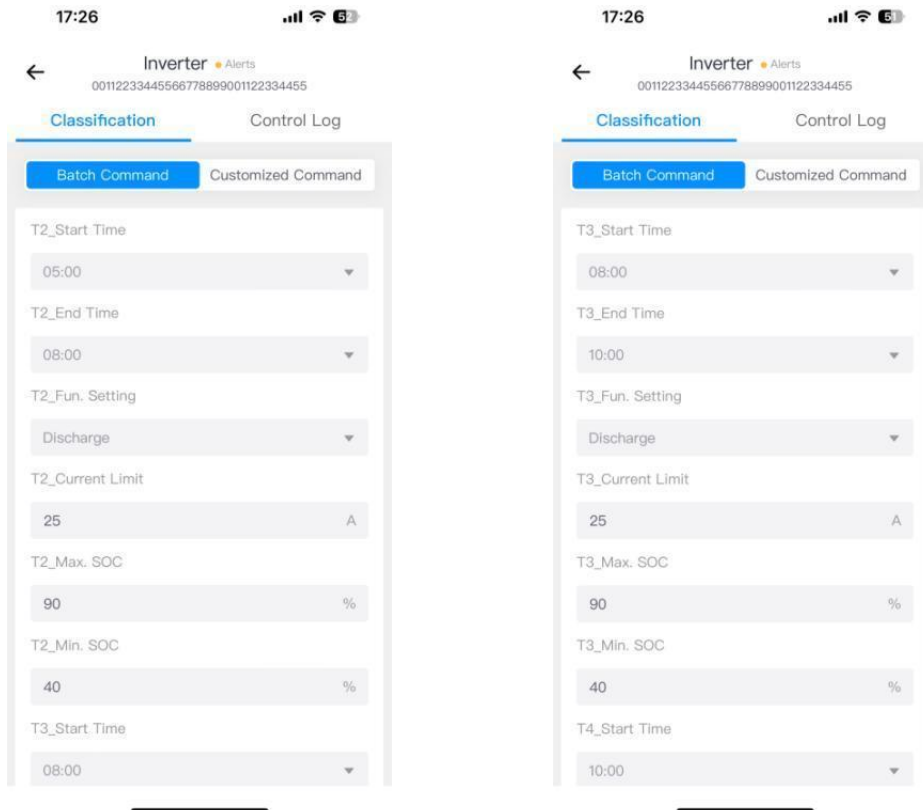 17:26
52
Inverter Alerts
00112233445566778899001122334455
Classification Control Log
Batch Command Customized Command
T2_Start Time
05:00
T2_End Time
08:00
T2_Fun. Setting
Discharge
T2_Current Limit
25 A
T2_Max. SOC
90 %
T2_Min. SOC
40 %
T3_Start Time
08:00
17:26
51
Inverter Alerts
00112233445566778899001122334455
Classification Control Log
Batch Command Customized Command
T3_Start Time
08:00
T3_End Time
10:00
T3_Fun. Setting
Discharge
T3_Current Limit
25 A
T3_Max. SOC
90 %
T3_Min. SOC
40 %
T4_Start Time
10:00